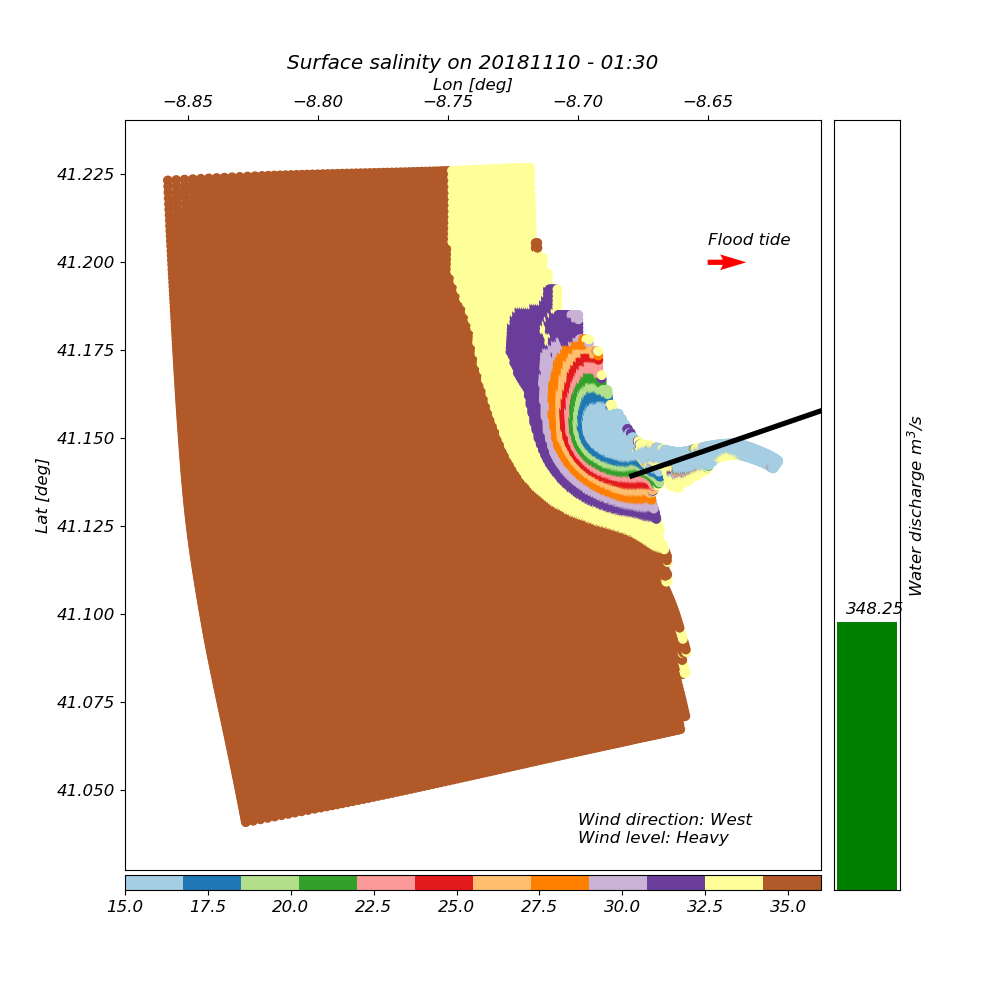 Surface salinity on 20181110 - 01:30
Lon [deg]
−8.85 −8.80 −8.75 −8.70 −8.65
41.225
41.200
41.175
41.150
41.125
41.100
41.075
41.050
Lat [deg]
Flood tide
Wind direction: West
Wind level: Heavy
348.25
Water discharge m³/s
15.0 17.5 20.0 22.5 25.0 27.5 30.0 32.5 35.0